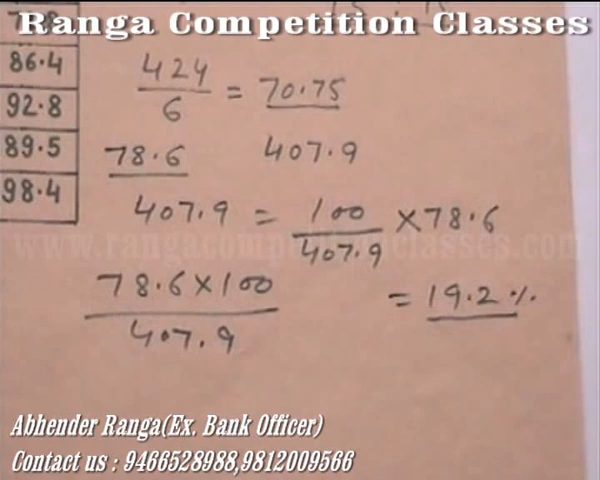 Ranga Competition Classes
86.4
92.8
89.5
98.4
424/6 = 70.75
78.6 407.9
407.9 = 100/407.9 × 78.6
www.rangacompetitionclasses.com
78.6×100/407.9 = 19.2%
Abhender Ranga(Ex. Bank Officer)
Contact us : 9466528988,9812009566